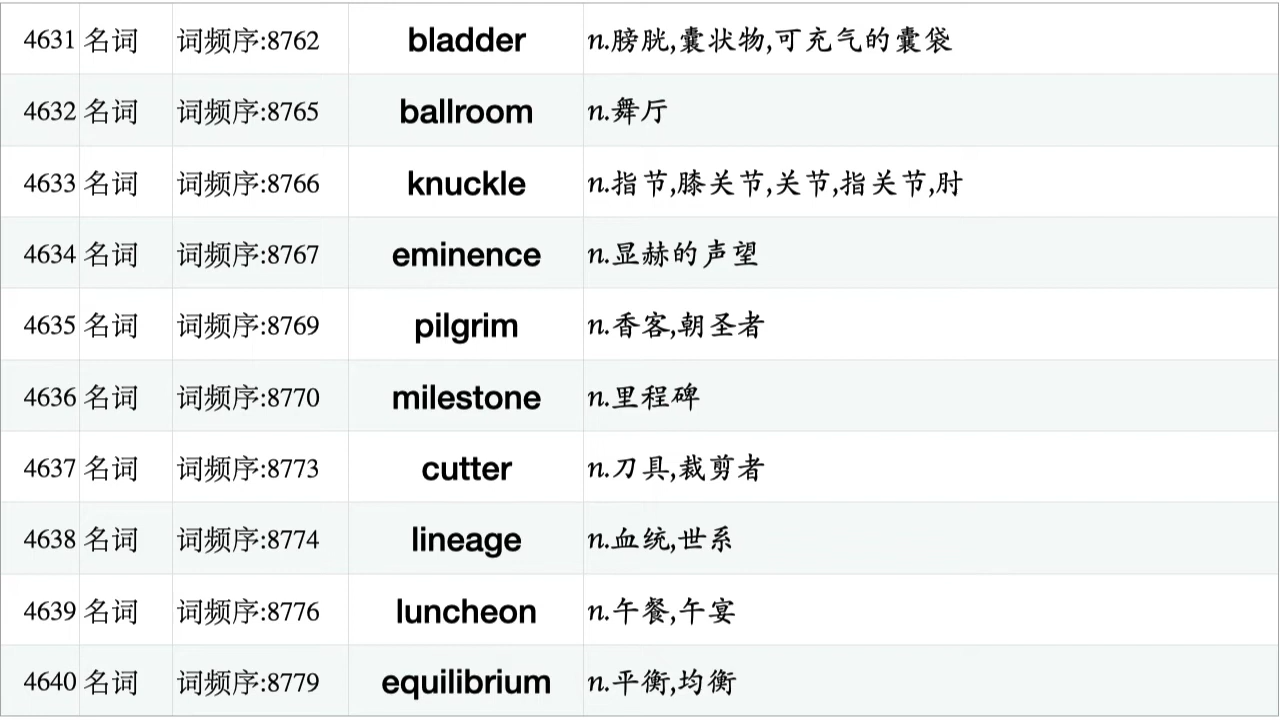 4631 名词 词频序:8762 bladder n.膀胱,囊状物,可充气的囊袋
4632 名词 词频序:8765 ballroom n.舞厅
4633 名词 词频序:8766 knuckle n.指节,膝关节,关节,指关节,肘
4634 名词 词频序:8767 eminence n.显赫的声望
4635 名词 词频序:8769 pilgrim n.香客,朝圣者
4636 名词 词频序:8770 milestone n.里程碑
4637 名词 词频序:8773 cutter n.刀具,裁剪者
4638 名词 词频序:8774 lineage n.血统,世系
4639 名词 词频序:8776 luncheon n.午餐,午宴
4640 名词 词频序:8779 equilibrium n.平衡,均衡